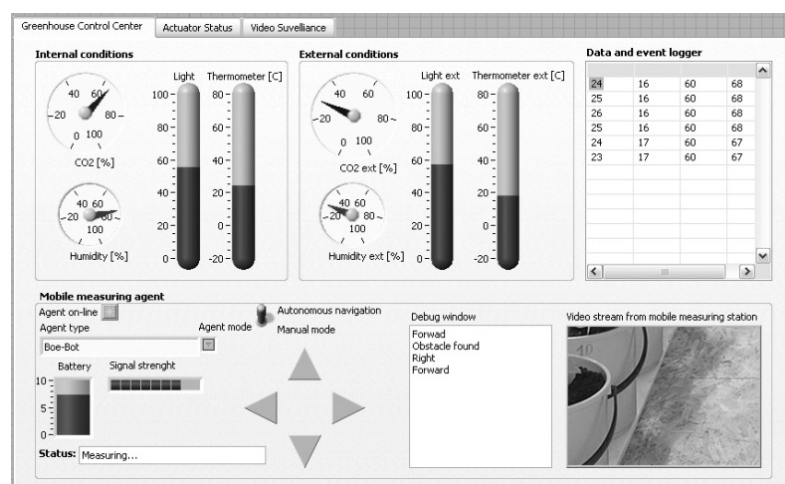 Greenhouse Control Center Actuator Status Video Suvelliance
Internal conditions
40 60
20 80
0 100
CO2 [%]
40 60
20 80
100
Humidity [%]
Light
100
80
60
40
20
0
Thermometer [C]
80
60
40
20
0
-20
External conditions
40 60
20 80
0 100
CO2 ext [%]
40 60
20 80
100
Humidity ext [%]
Light ext
100
80
60
40
20
0
Thermometer ext [C]
80
60
40
20
0
-20
Data and event logger
24 16 60 68
25 16 60 68
26 16 60 68
25 16 60 68
24 17 60 67
23 17 60 67
Mobile measuring agent
Agent on-line
Agent type
Boe-Bot
Agent mode
Autonomous navigation
Manual mode
Battery
10
5
0
Signal strenght
Status: Measuring...
Debug window
Forwad
Obstacle found
Right
Forward
Video stream from mobile measuring station
10